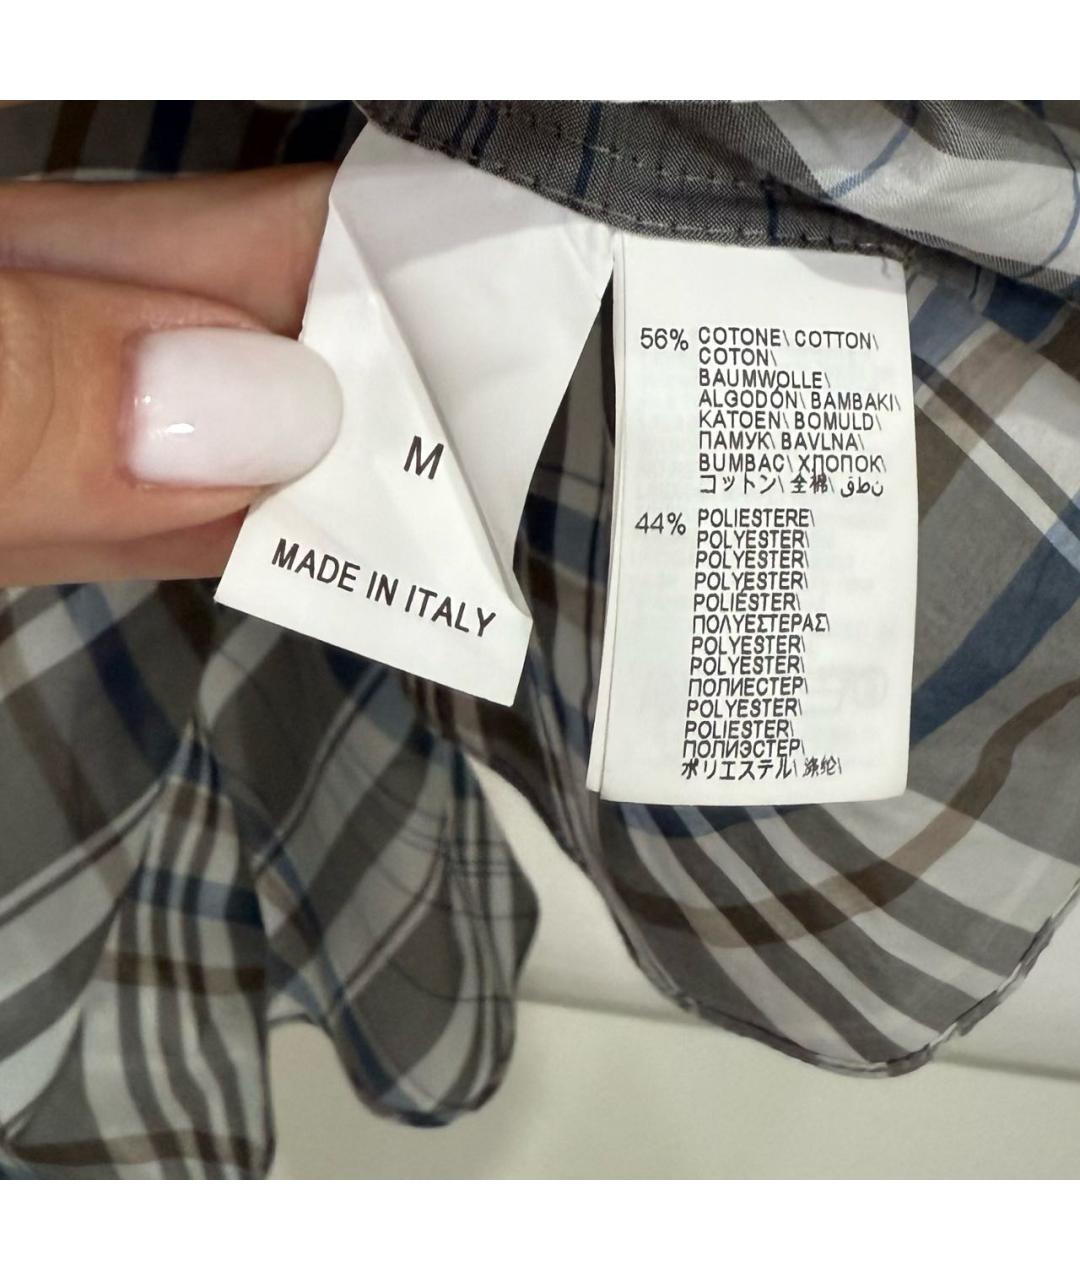 M
MADE IN ITALY
56% COTONE\ COTTON\
COTON\
BAUMWOLLE\
ALGODÓN\ BAMBAKI\
KATOEN\ BOMULD\
ПАМУК\ BAVLNA\
BUMBAC\ ХЛОПОК\
コットン\ 全棉\ قطن
44% POLIESTERE\
POLYESTER\
POLYESTER\
POLYESTER\
POLIÉSTER\
ΠΟΛΥΕΣΤΕΡΑΣ\
POLYESTER\
POLYESTER\
ПОЛИЕСТЕР\
POLYESTER\
POLIESTER\
ПОЛИЭСТЕР\
ポリエステル\ 涤纶\